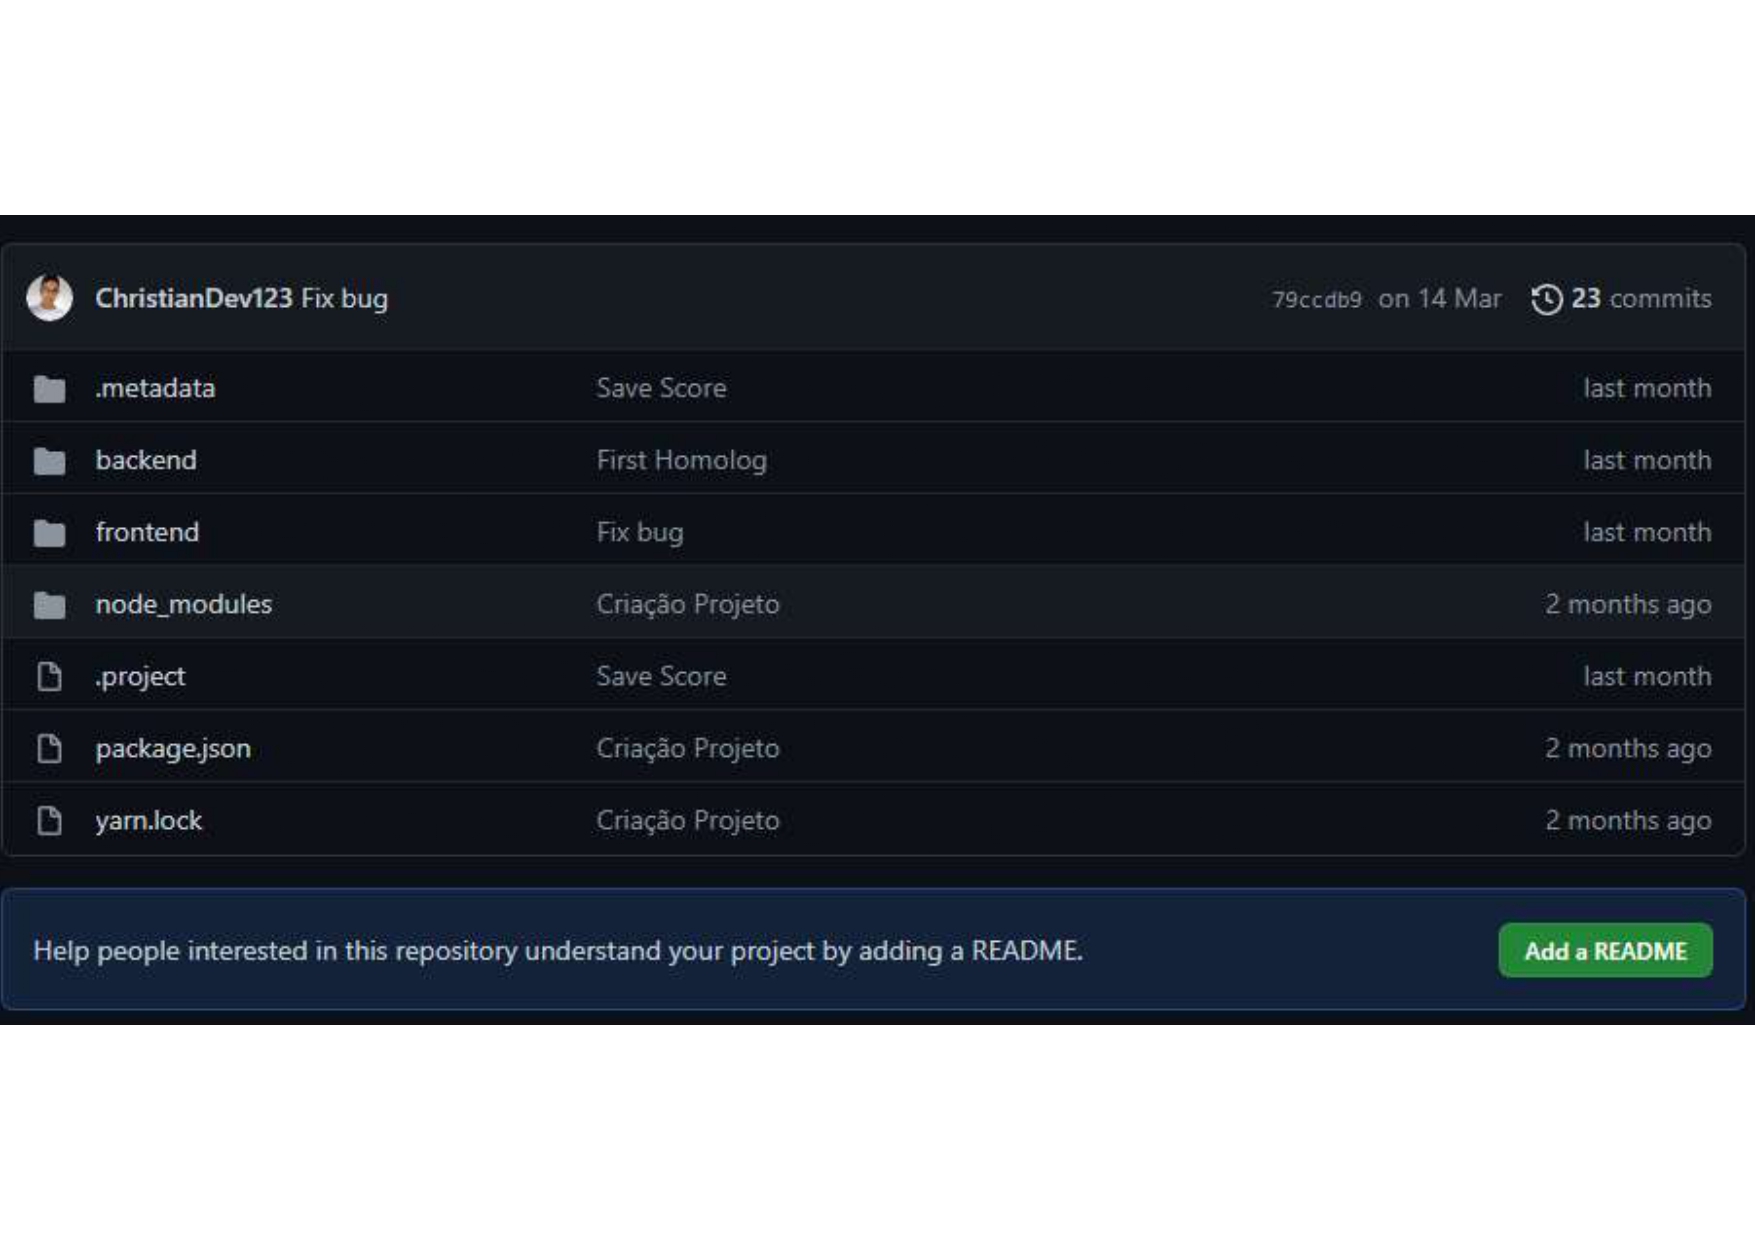 ChristianDev123 Fix bug 79ccdb9 on 14 Mar 23 commits
.metadata Save Score last month
backend First Homolog last month
frontend Fix bug last month
node_modules Criação Projeto 2 months ago
.project Save Score last month
package.json Criação Projeto 2 months ago
yarn.lock Criação Projeto 2 months ago
Help people interested in this repository understand your project by adding a README. Add a README